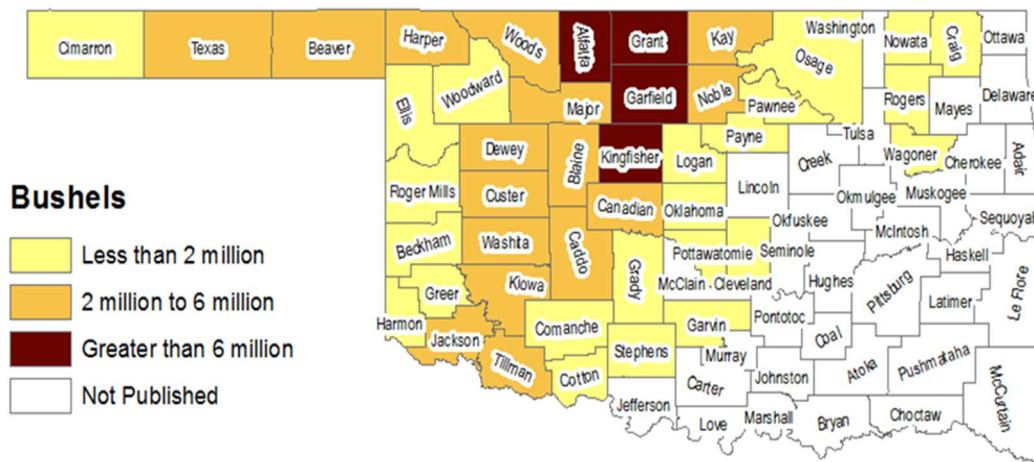 Cimarron
Texas
Beaver
Harper
Woods
Alfalfa
Grant
Kay
Washington
Osage
Nowata
Craig
Ottawa
Ellis
Woodward
Major
Garfield
Noble
Pawnee
Rogers
Mayes
Delaware
Dewey
Blaine
Kingfisher
Logan
Payne
Creek
Tulsa
Wagoner
Cherokee
Adair
Roger Mills
Custer
Canadian
Oklahoma
Lincoln
Okmulgee
Muskogee
Okfuskee
Sequoyah
Beckham
Washita
Caddo
Grady
Pottawatomie
Seminole
McIntosh
Haskell
Greer
Kiowa
McClain
Cleveland
Hughes
Pittsburg
Latimer
Le Flore
Harmon
Jackson
Comanche
Garvin
Pontotoc
Coal
Tillman
Cotton
Stephens
Murray
Carter
Johnston
Atoka
Pushmataha
McCurtain
Jefferson
Love
Marshall
Bryan
Choctaw
Bushels
Less than 2 million
2 million to 6 million
Greater than 6 million
Not Published